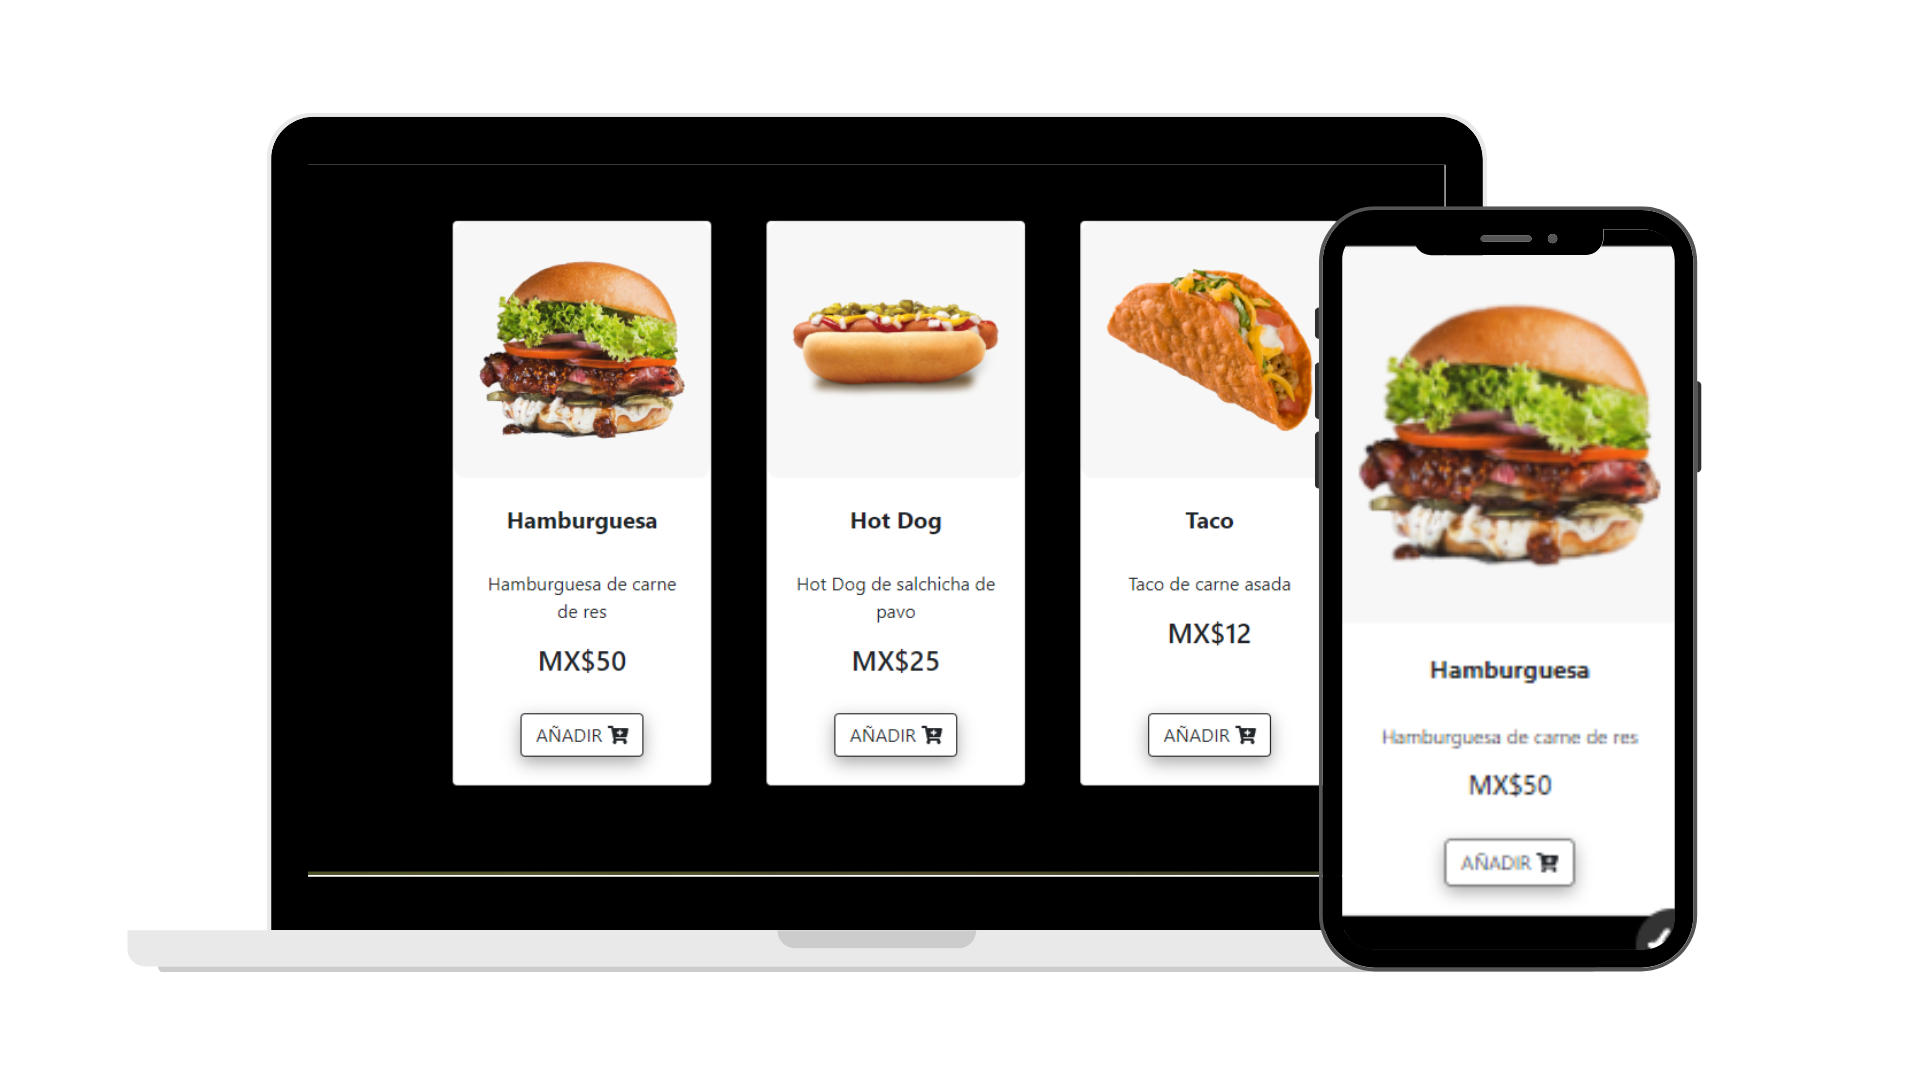 Hamburguesa
Hamburguesa de carne
de res
MX$50
AÑADIR
Hot Dog
Hot Dog de salchicha de
pavo
MX$25
AÑADIR
Taco
Taco de carne asada
MX$12
AÑADIR
Hamburguesa
Hamburguesa de carne de res
MX$50
AÑADIR